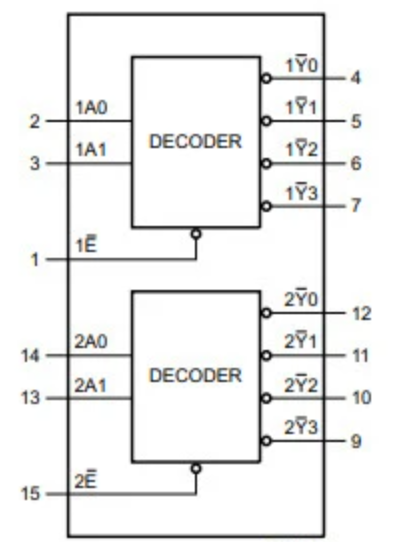 1Y̅0 4
2 1A0 1Y̅1 5
DECODER
3 1A1 1Y̅2 6
1Y̅3 7
1 1E̅
2Y̅0 12
14 2A0 2Y̅1 11
DECODER
13 2A1 2Y̅2 10
2Y̅3 9
15 2E̅